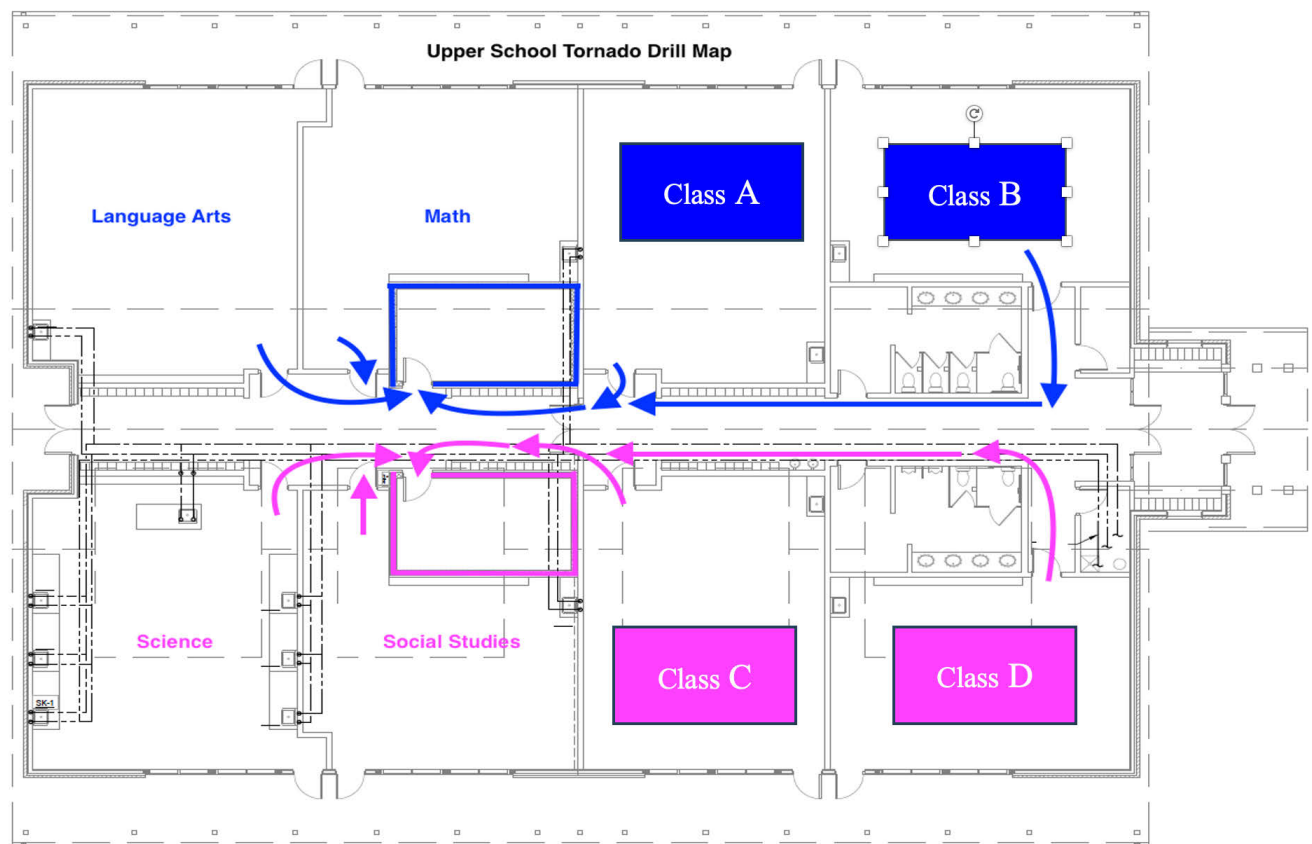 Upper School Tornado Drill Map
Class A
Class B
Language Arts
Math
Science
Social Studies
Class C
Class D
SK-1